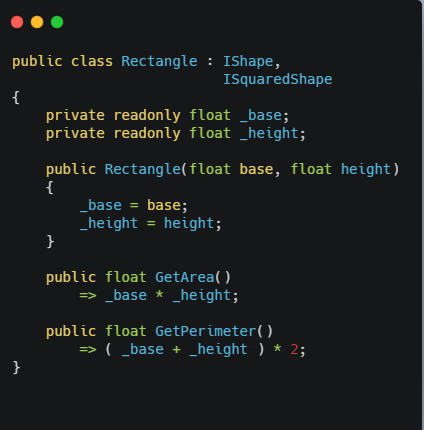 public class Rectangle : IShape,
                         ISquaredShape
{
    private readonly float _base;
    private readonly float _height;

    public Rectangle(float base, float height)
    {
        _base = base;
        _height = height;
    }

    public float GetArea()
        => _base * _height;

    public float GetPerimeter()
        => ( _base + _height ) * 2;
}